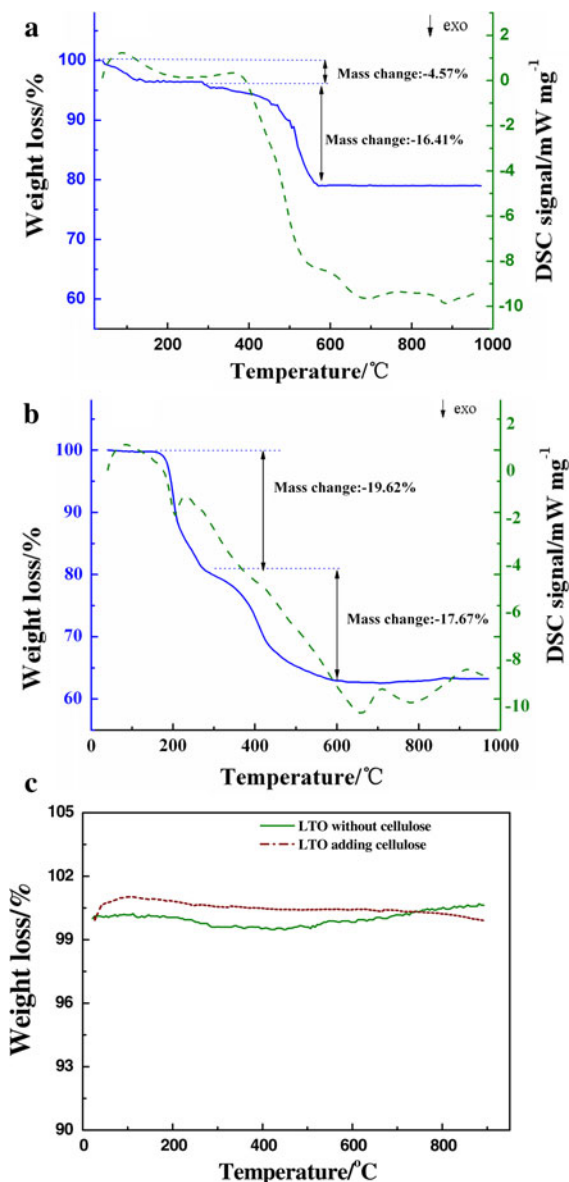 a
exo
Mass change:-4.57%
Mass change:-16.41%
Weight loss/%
100
90
80
70
60
DSC signal/mW mg-1
2
0
-2
-4
-6
-8
-10
0 200 400 600 800 1000
Temperature/℃
b
exo
Mass change:-19.62%
Mass change:-17.67%
Weight loss/%
100
90
80
70
60
DSC signal/mW mg-1
2
0
-2
-4
-6
-8
-10
0 200 400 600 800 1000
Temperature/℃
c
LTO without cellulose
LTO adding cellulose
Weight loss/%
105
102
99
96
93
90
0 200 400 600 800
Temperature/°C